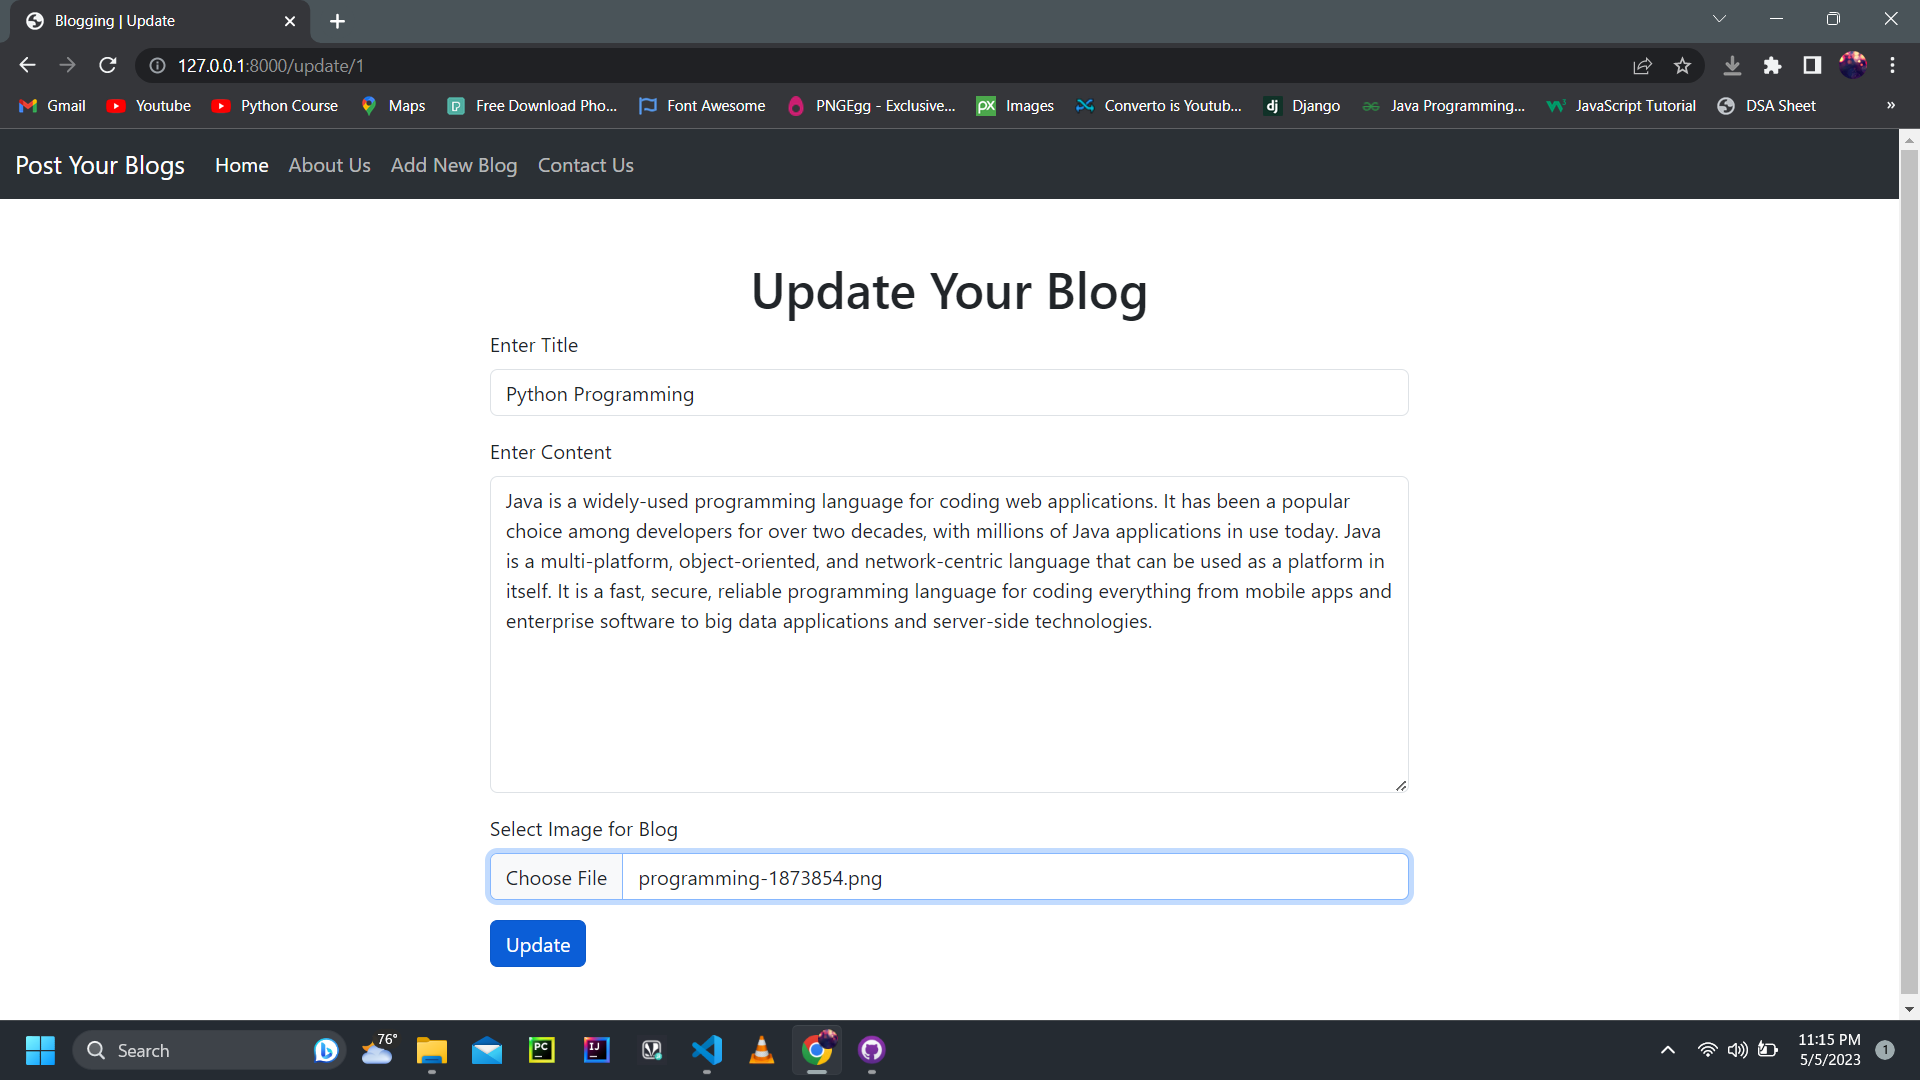 Blogging | Update
127.0.0.1:8000/update/1
Gmail Youtube Python Course Maps Free Download Pho... Font Awesome PNGEgg - Exclusive... px Images Converto is Youtub... dj Django Java Programming... JavaScript Tutorial DSA Sheet »
Post Your Blogs Home About Us Add New Blog Contact Us
Update Your Blog
Enter Title
Python Programming
Enter Content
Java is a widely-used programming language for coding web applications. It has been a popular
choice among developers for over two decades, with millions of Java applications in use today. Java
is a multi-platform, object-oriented, and network-centric language that can be used as a platform in
itself. It is a fast, secure, reliable programming language for coding everything from mobile apps and
enterprise software to big data applications and server-side technologies.
Select Image for Blog
Choose File programming-1873854.png
Update
Search
76°
PC
IJ
11:15 PM
5/5/2023
1